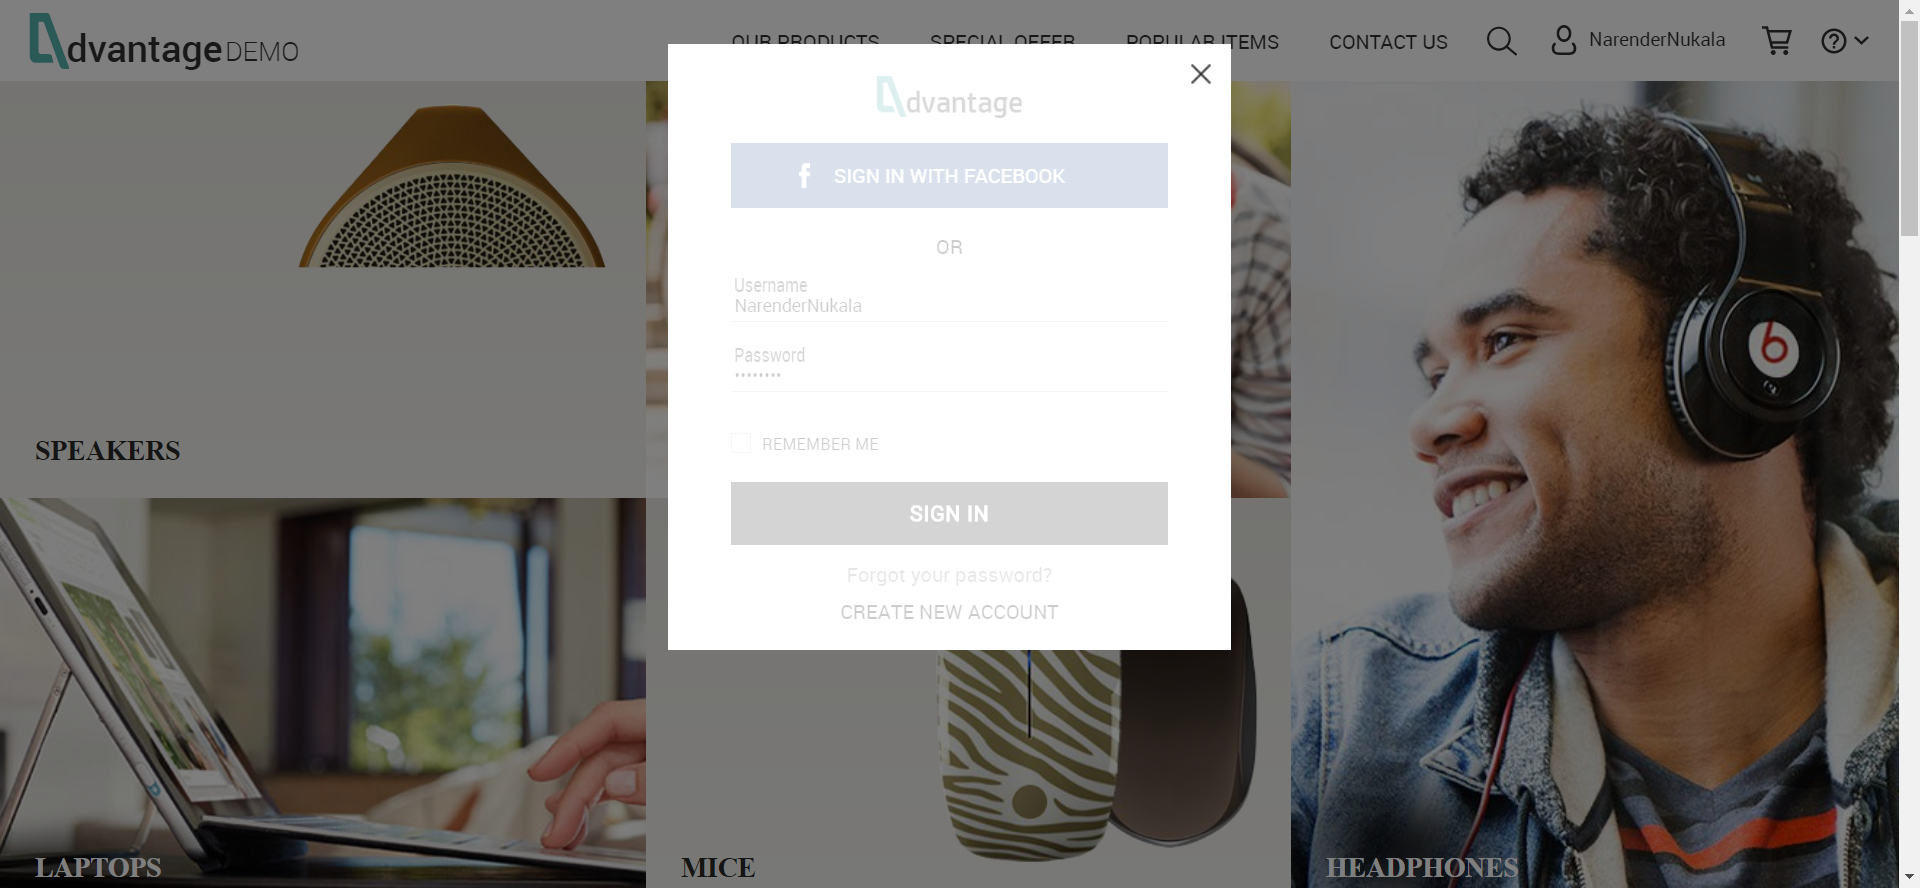 dvantage DEMO
OUR PRODUCTS
SPECIAL OFFER
POPULAR ITEMS
CONTACT US
NarenderNukala
dvantage
SIGN IN WITH FACEBOOK
OR
Username
NarenderNukala
Password
••••••••
REMEMBER ME
SIGN IN
Forgot your password?
CREATE NEW ACCOUNT
SPEAKERS
LAPTOPS
MICE
HEADPHONES